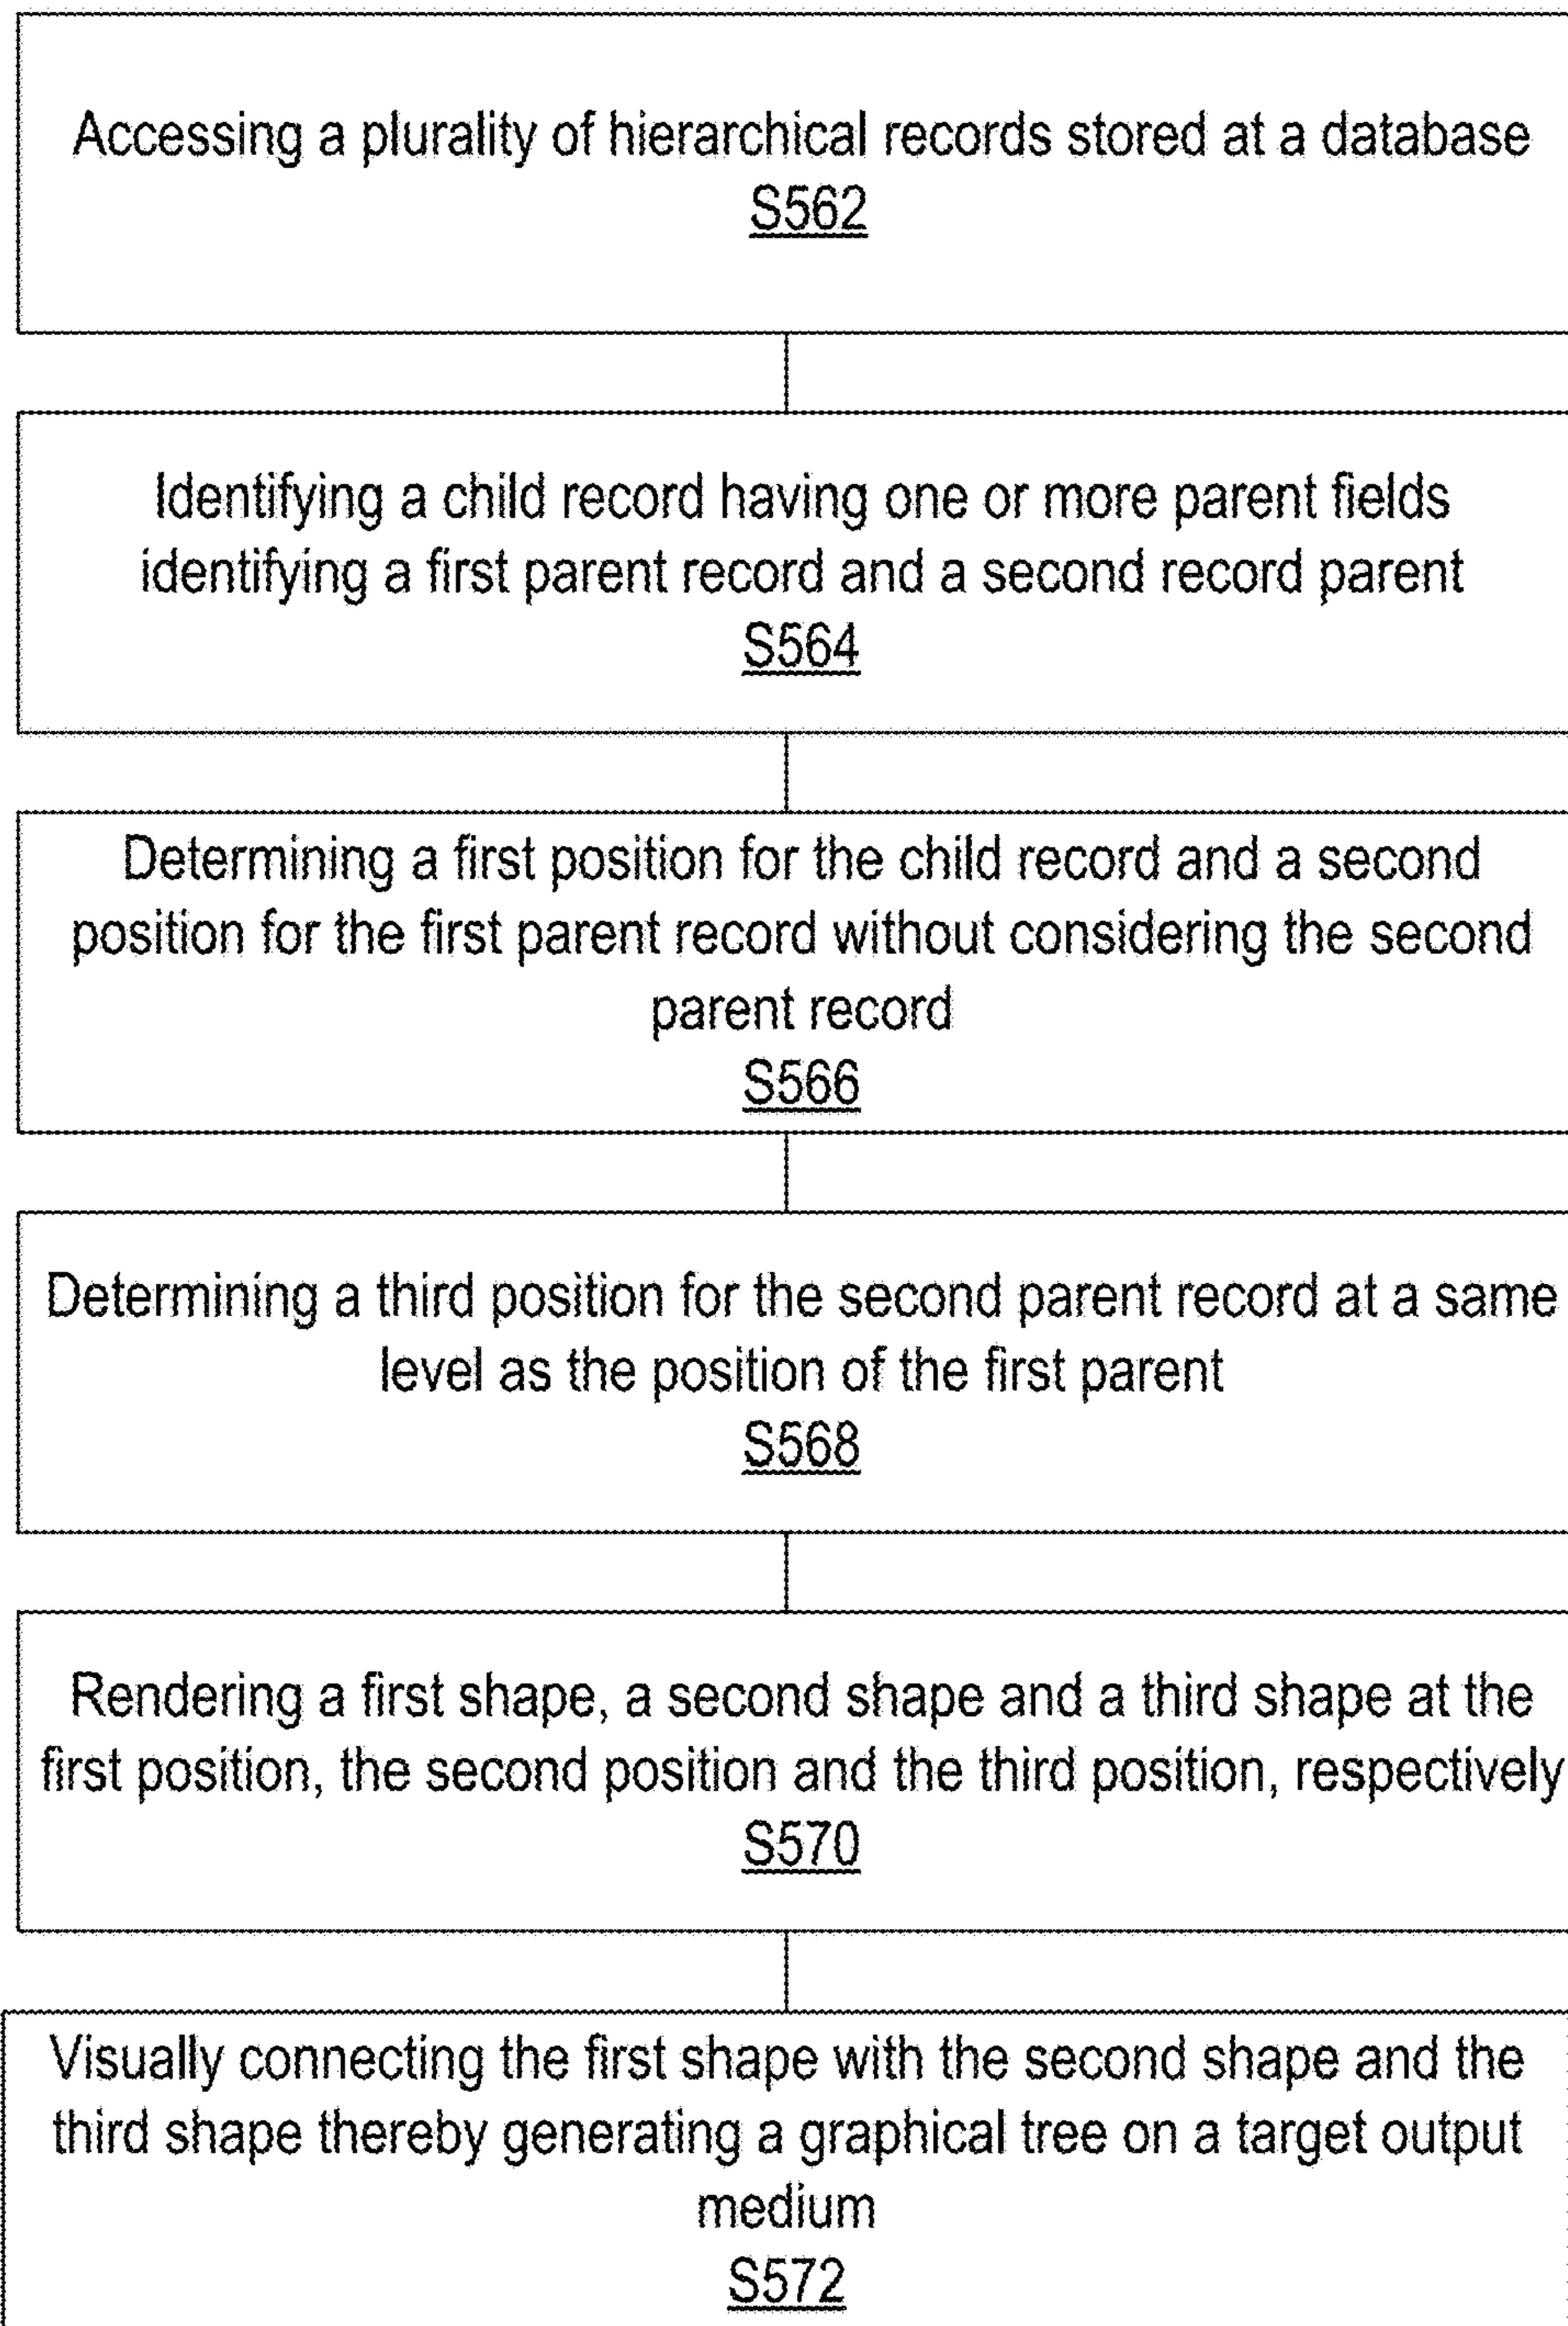 Accessing a plurality of hierarchical records stored at a database
S562
Identifying a child record having one or more parent fields
identifying a first parent record and a second record parent
S564
Determining a first position for the child record and a second
position for the first parent record without considering the second
parent record
S566
Determining a third position for the second parent record at a same
level as the position of the first parent
S568
Rendering a first shape, a second shape and a third shape at the
first position, the second position and the third position, respectively
S570
Visually connecting the first shape with the second shape and the
third shape thereby generating a graphical tree on a target output
medium
S572